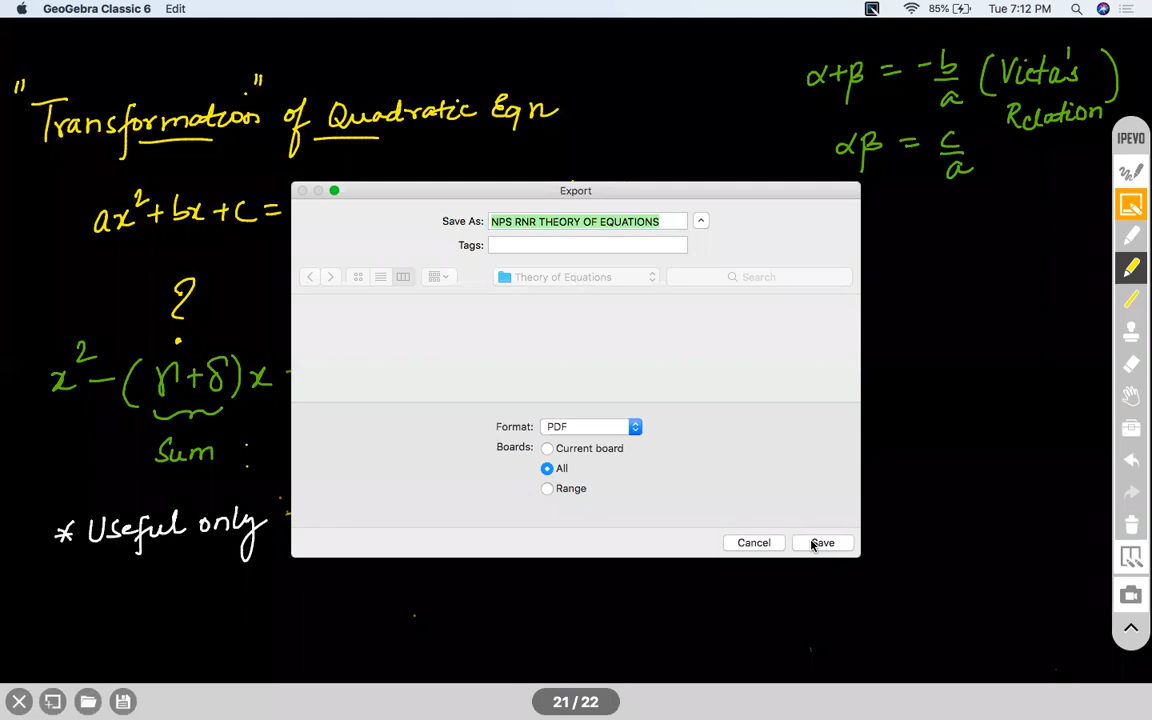 GeoGebra Classic 6 Edit 85% Tue 7:12 PM
"Transformation" of Quadratic Eqn
α+β = -b/a (Vieta's Relation)
αβ = c/a
ax²+bx+c=
?
x²-(γ+δ)x -
Sum :
* Useful only
Export
Save As: NPS RNR THEORY OF EQUATIONS
Tags:
Theory of Equations Search
Format: PDF
Boards: Current board
All
Range
Cancel Save
IPEVO
21 / 22